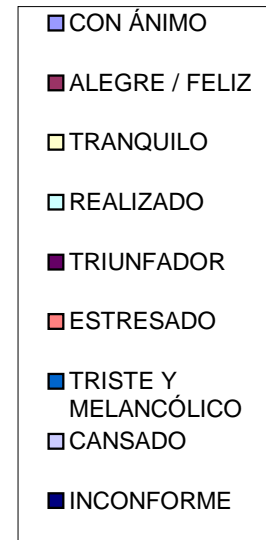 CON ÁNIMO
ALEGRE / FELIZ
TRANQUILO
REALIZADO
TRIUNFADOR
ESTRESADO
TRISTE Y
MELANCÓLICO
CANSADO
INCONFORME